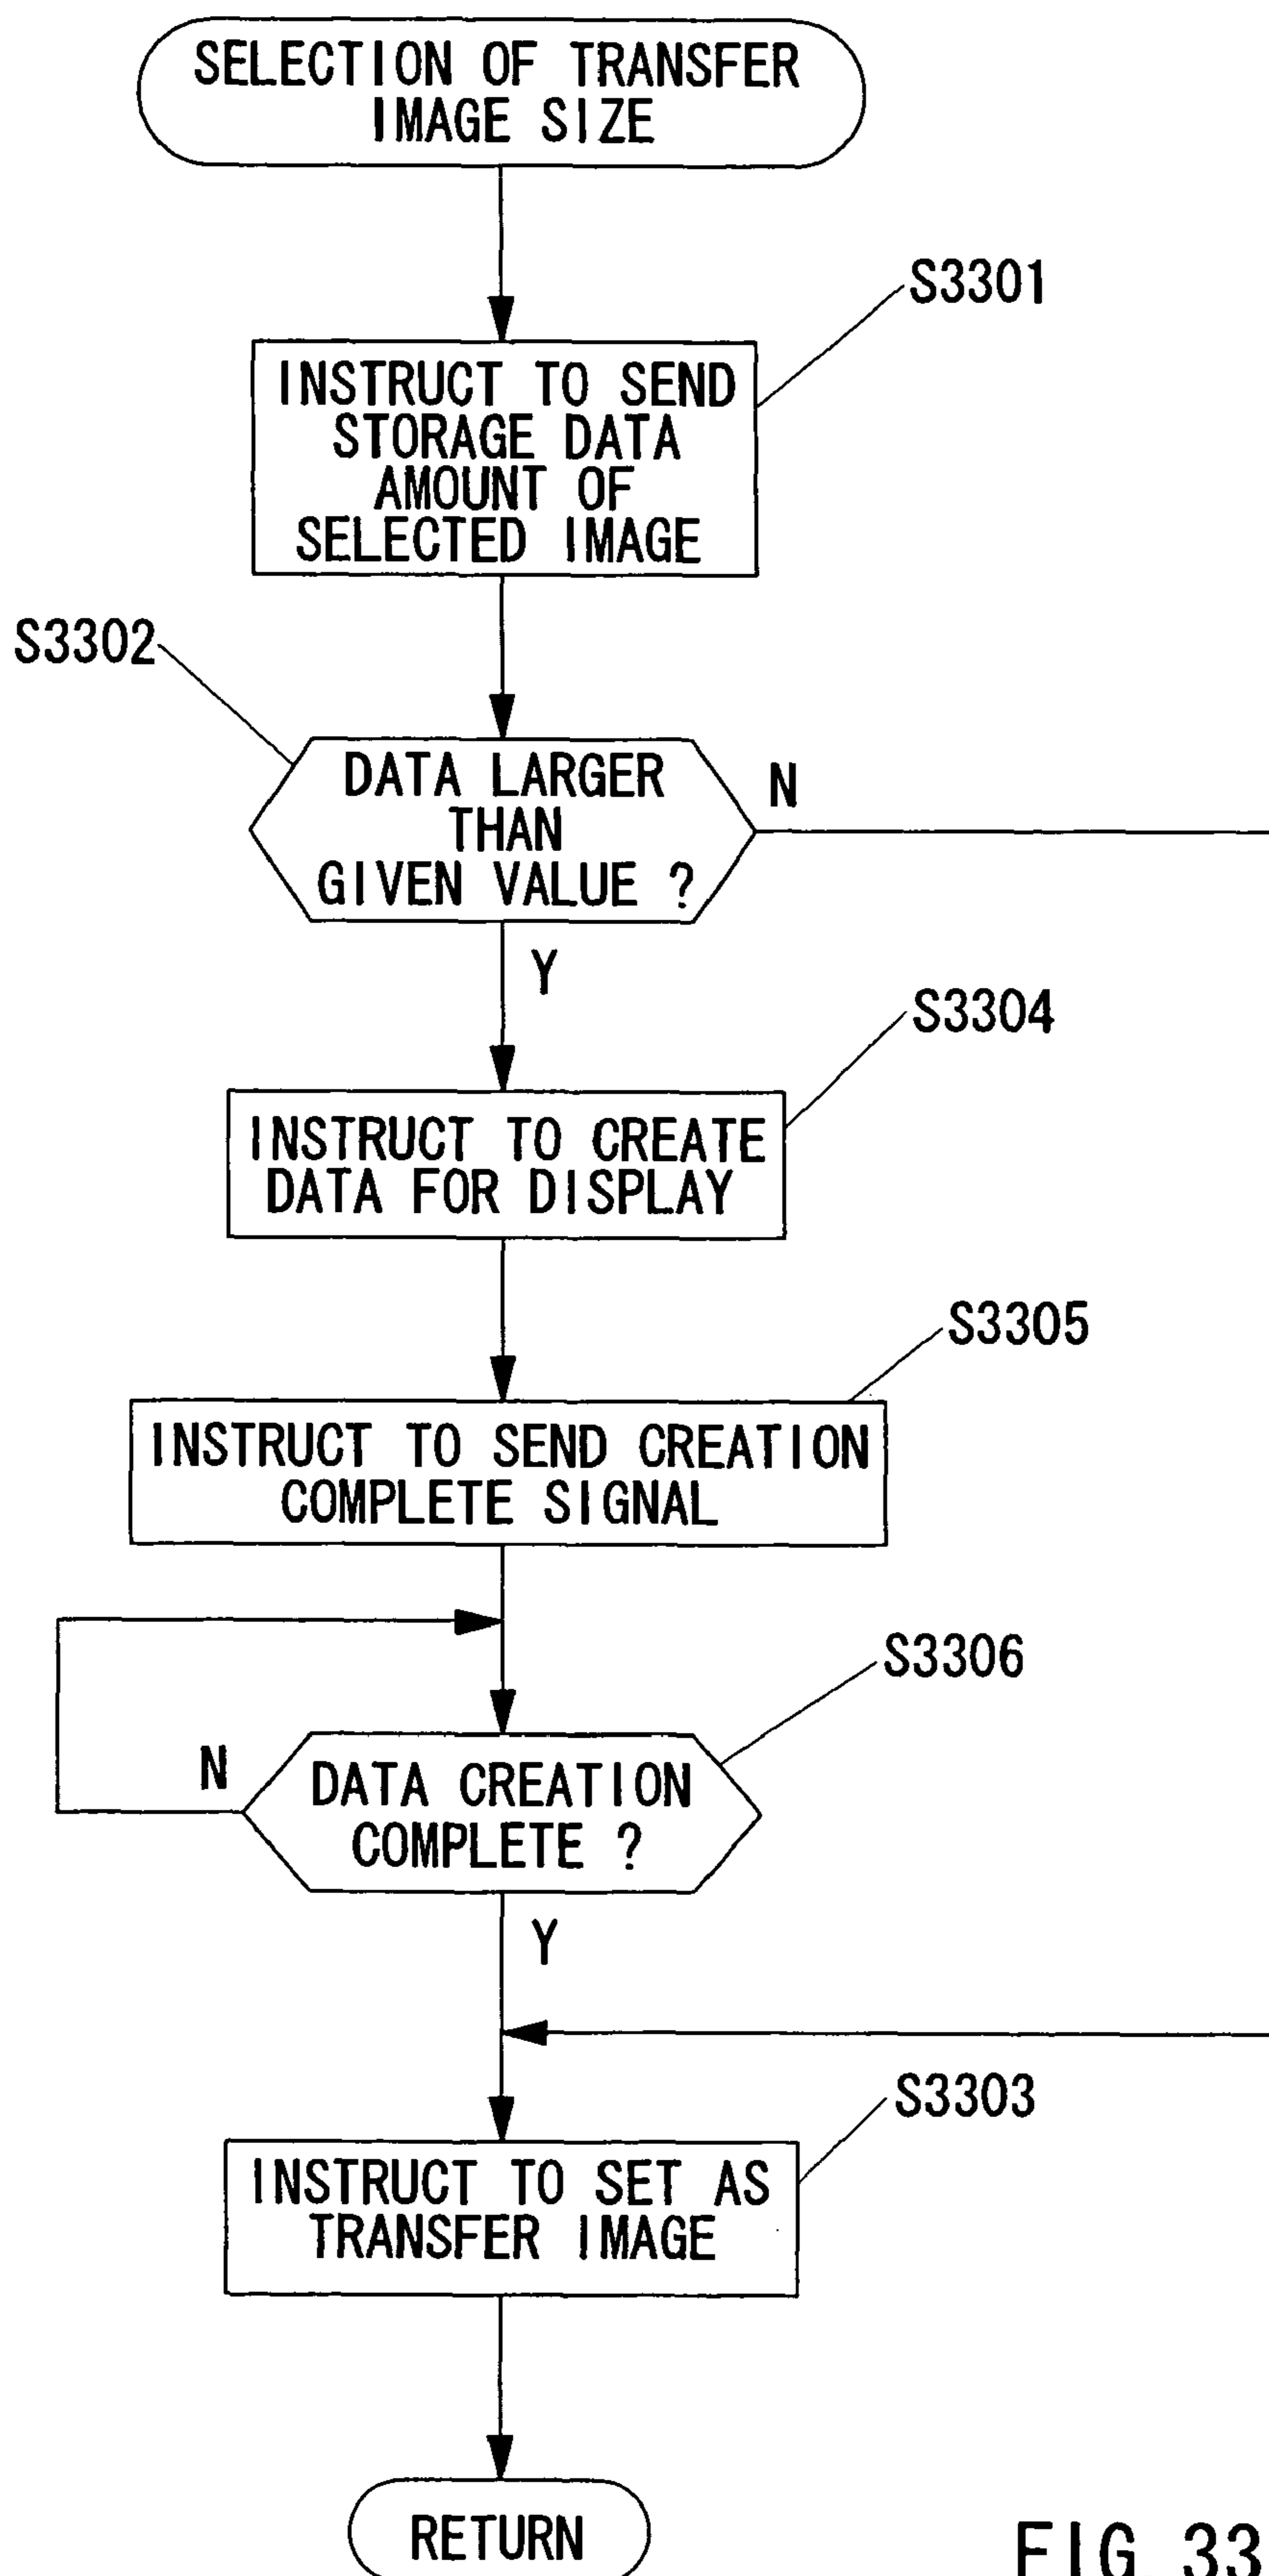 SELECTION OF TRANSFER
IMAGE SIZE
S3301
INSTRUCT TO SEND
STORAGE DATA
AMOUNT OF
SELECTED IMAGE
S3302
DATA LARGER
THAN
GIVEN VALUE ?
N
Y
S3304
INSTRUCT TO CREATE
DATA FOR DISPLAY
S3305
INSTRUCT TO SEND CREATION
COMPLETE SIGNAL
S3306
N
DATA CREATION
COMPLETE ?
Y
S3303
INSTRUCT TO SET AS
TRANSFER IMAGE
RETURN
FIG 33